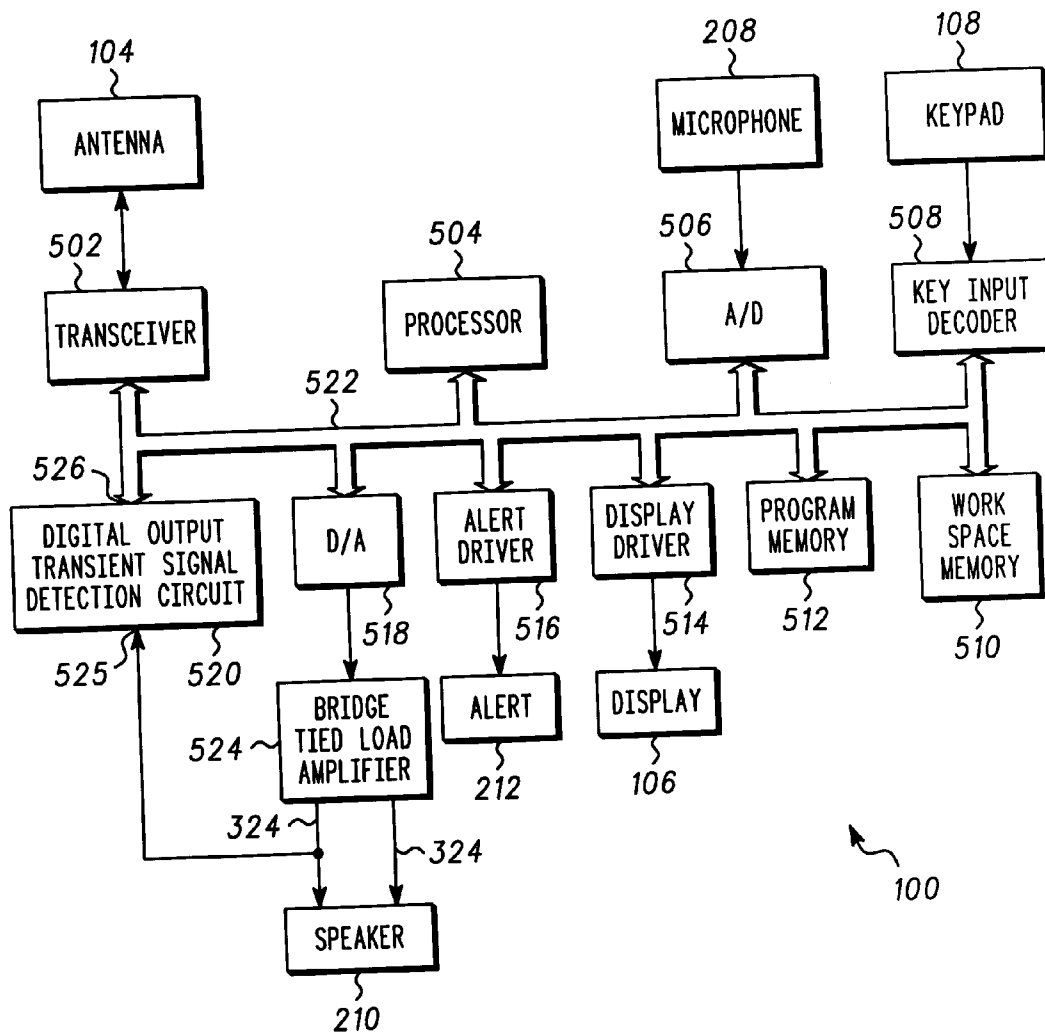 104
208
108
ANTENNA
MICROPHONE
KEYPAD
502
504
506
508
TRANSCEIVER
PROCESSOR
A/D
KEY INPUT
DECODER
522
526
DIGITAL OUTPUT
TRANSIENT SIGNAL
DETECTION CIRCUIT
D/A
ALERT
DRIVER
DISPLAY
DRIVER
PROGRAM
MEMORY
WORK
SPACE
MEMORY
525
520
518
516
514
512
510
524
BRIDGE
TIED LOAD
AMPLIFIER
ALERT
DISPLAY
212
106
324
324
100
SPEAKER
210